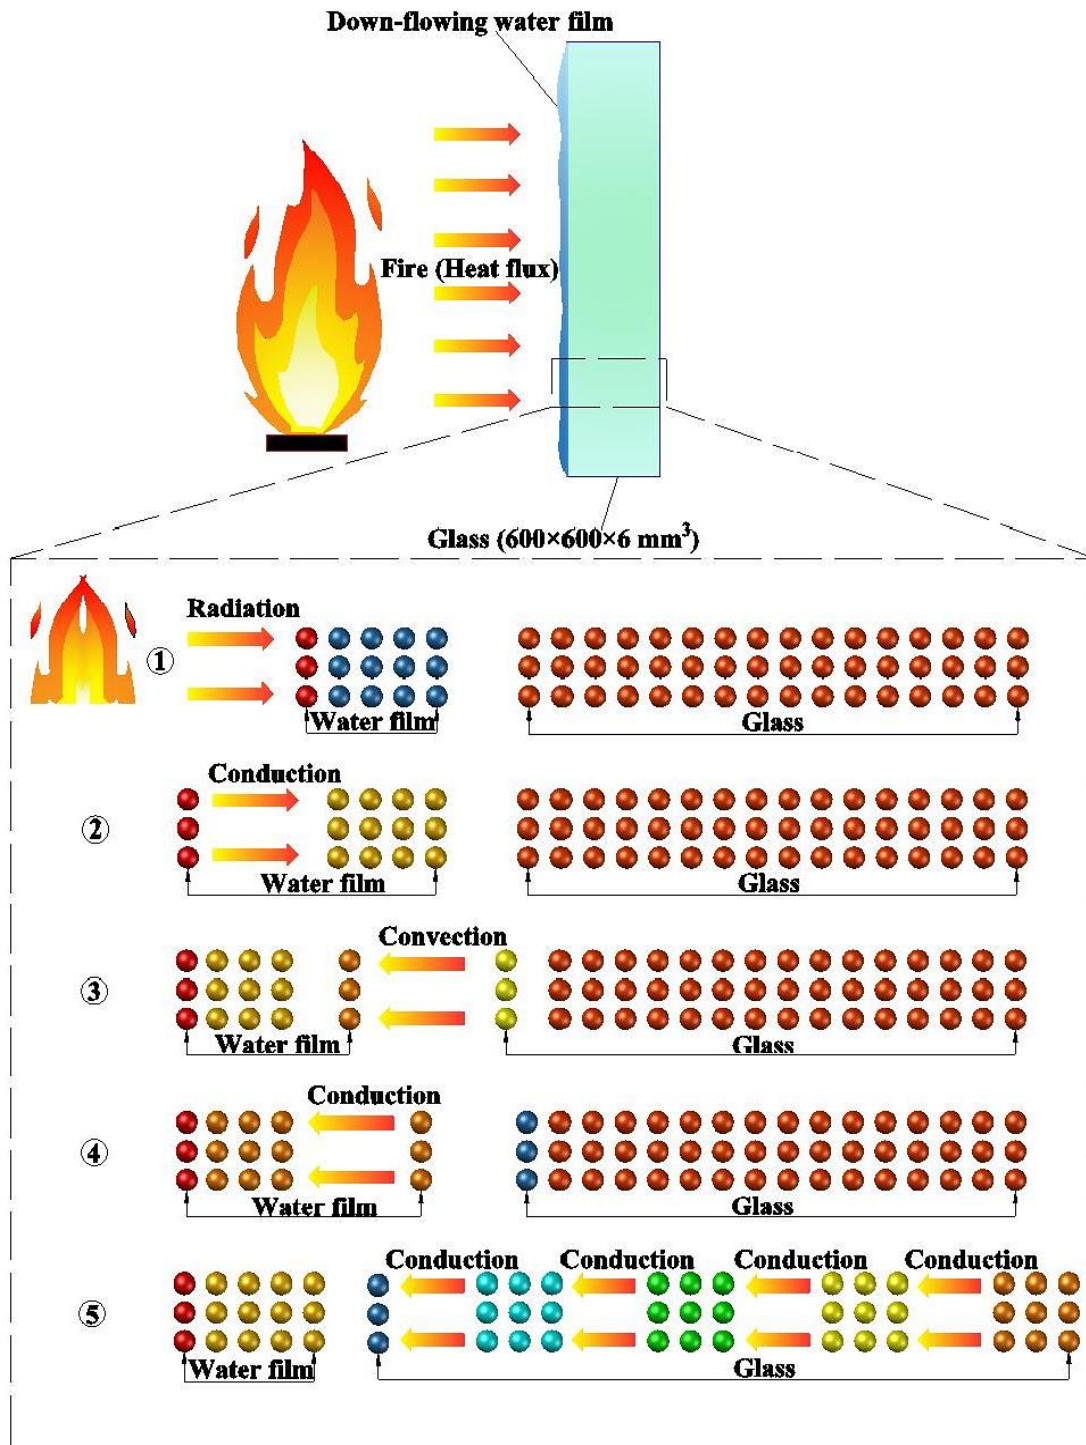 Down-flowing water film
Fire (Heat flux)
Glass (600×600×6 mm³)
Radiation
①
Water film
Glass
Conduction
②
Water film
Glass
Convection
③
Water film
Glass
Conduction
④
Water film
Glass
Conduction Conduction Conduction Conduction
⑤
Water film
Glass